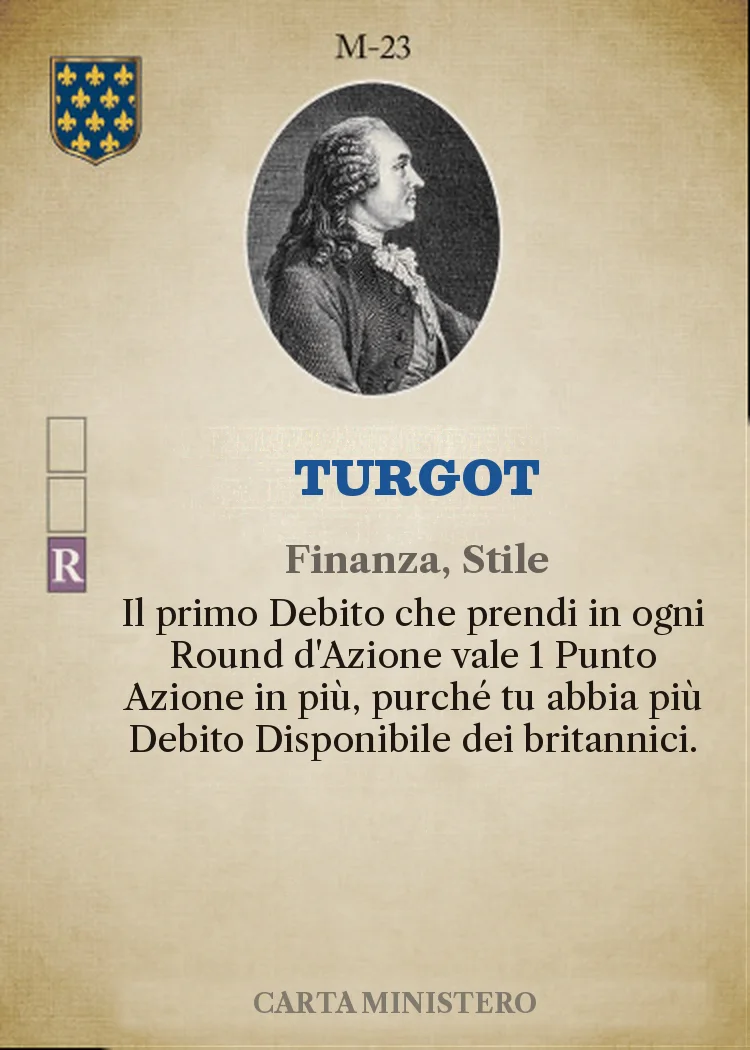 M-23
TURGOT
R
Finanza, Stile
Il primo Debito che prendi in ogni
Round d'Azione vale 1 Punto
Azione in più, purché tu abbia più
Debito Disponibile dei britannici.
CARTA MINISTERO